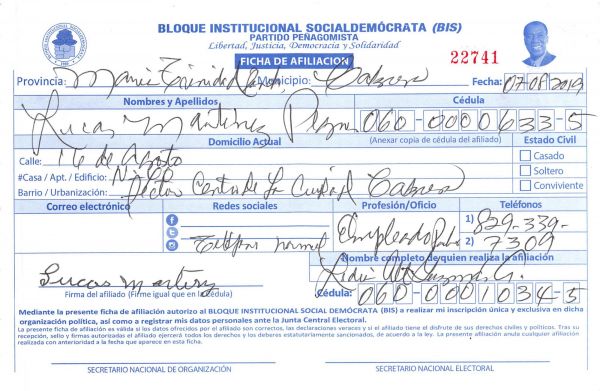 BLOQUE INSTITUCIONAL SOCIALDEMÓCRATA (BIS)
PARTIDO PEÑAGOMISTA
Libertad, Justicia, Democracia y Solidaridad
FICHA DE AFILIACION
22741
Provincia: María Trinidad Municipio: Cabrera Fecha: 07-08-2019
Nombres y Apellidos Cédula
Lucas Martinez 060-0000633-5
Domicilio Actual (Anexar copia de cédula del afiliado) Estado Civil
Calle: 16 de Agosto
Casado
#Casa / Apt. / Edificio: Nº
Soltero
Barrio / Urbanización: Sector Centro de La Ciudad Cabrera
Conviviente
Correo electrónico Redes sociales Profesión/Oficio Teléfonos
1) 829-339-
Teléfono normal Empleado
2) 7309
Nombre completo de quien realiza la afiliación
Lucas Martinez
Firma del afiliado (Firme igual que en la cédula)
Cédula: 060-0001034-5
Mediante la presente ficha de afiliación autorizo al BLOQUE INSTITUCIONAL SOCIAL DEMÓCRATA (BIS) a realizar mi inscripción única y exclusiva en dicha
organización política, así como a registrar mis datos personales ante la Junta Central Electoral.
La presente ficha de afiliación es válida si los datos ofrecidos por el afiliado son correctos, las declaraciones veraces y si el afiliado tiene el disfrute de sus derechos civiles y políticos. Tras su
recepción, sello y firmas autorizadas el afiliado ejercerá todos los derechos y los deberes estatutariamente sancionados, de acuerdo a la ley. La presente afiliación anula cualquier afiliación
realizada con anterioridad a la fecha que aparece en esta ficha.
SECRETARIO NACIONAL DE ORGANIZACIÓN SECRETARIO NACIONAL ELECTORAL